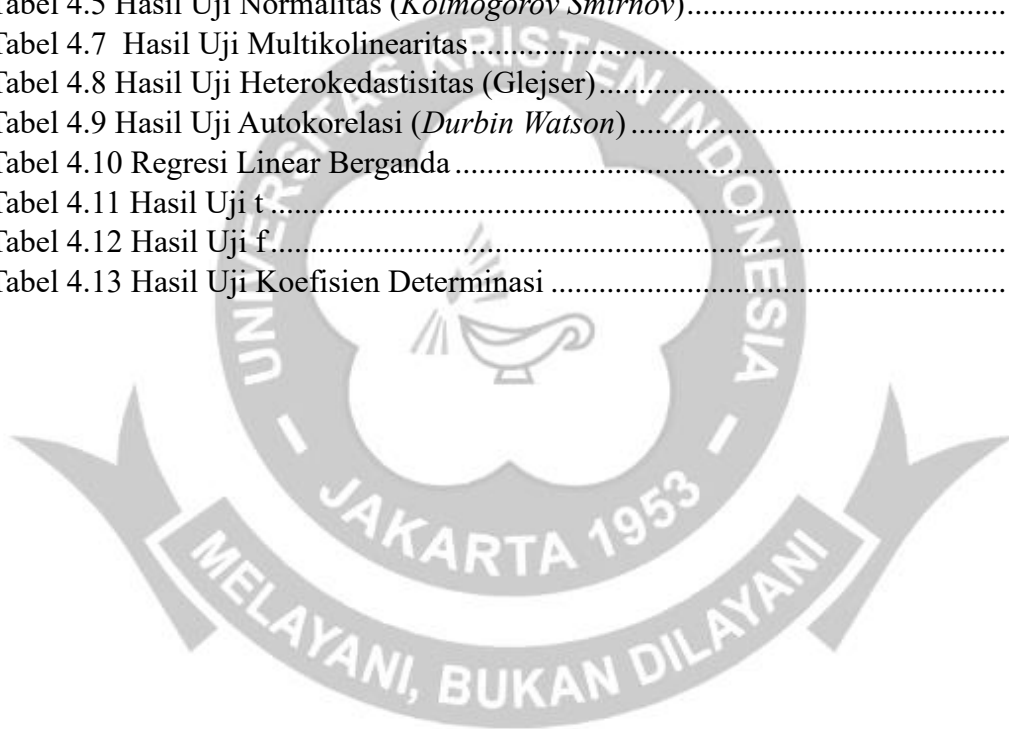 Tabel 4.5 Hasil Uji Normalitas (Kolmogorov Smirnov)....................................................
Tabel 4.7  Hasil Uji Multikolinearitas....................................................................................
Tabel 4.8 Hasil Uji Heterokedastisitas (Glejser)................................................................
Tabel 4.9 Hasil Uji Autokorelasi (Durbin Watson)............................................................
Tabel 4.10 Regresi Linear Berganda......................................................................................
Tabel 4.11 Hasil Uji t................................................................................................................
Tabel 4.12 Hasil Uji f...............................................................................................................
Tabel 4.13 Hasil Uji Koefisien Determinasi........................................................................
UNIVERSITAS KRISTEN INDONESIA
- JAKARTA 1953 -
MELAYANI, BUKAN DILAYANI